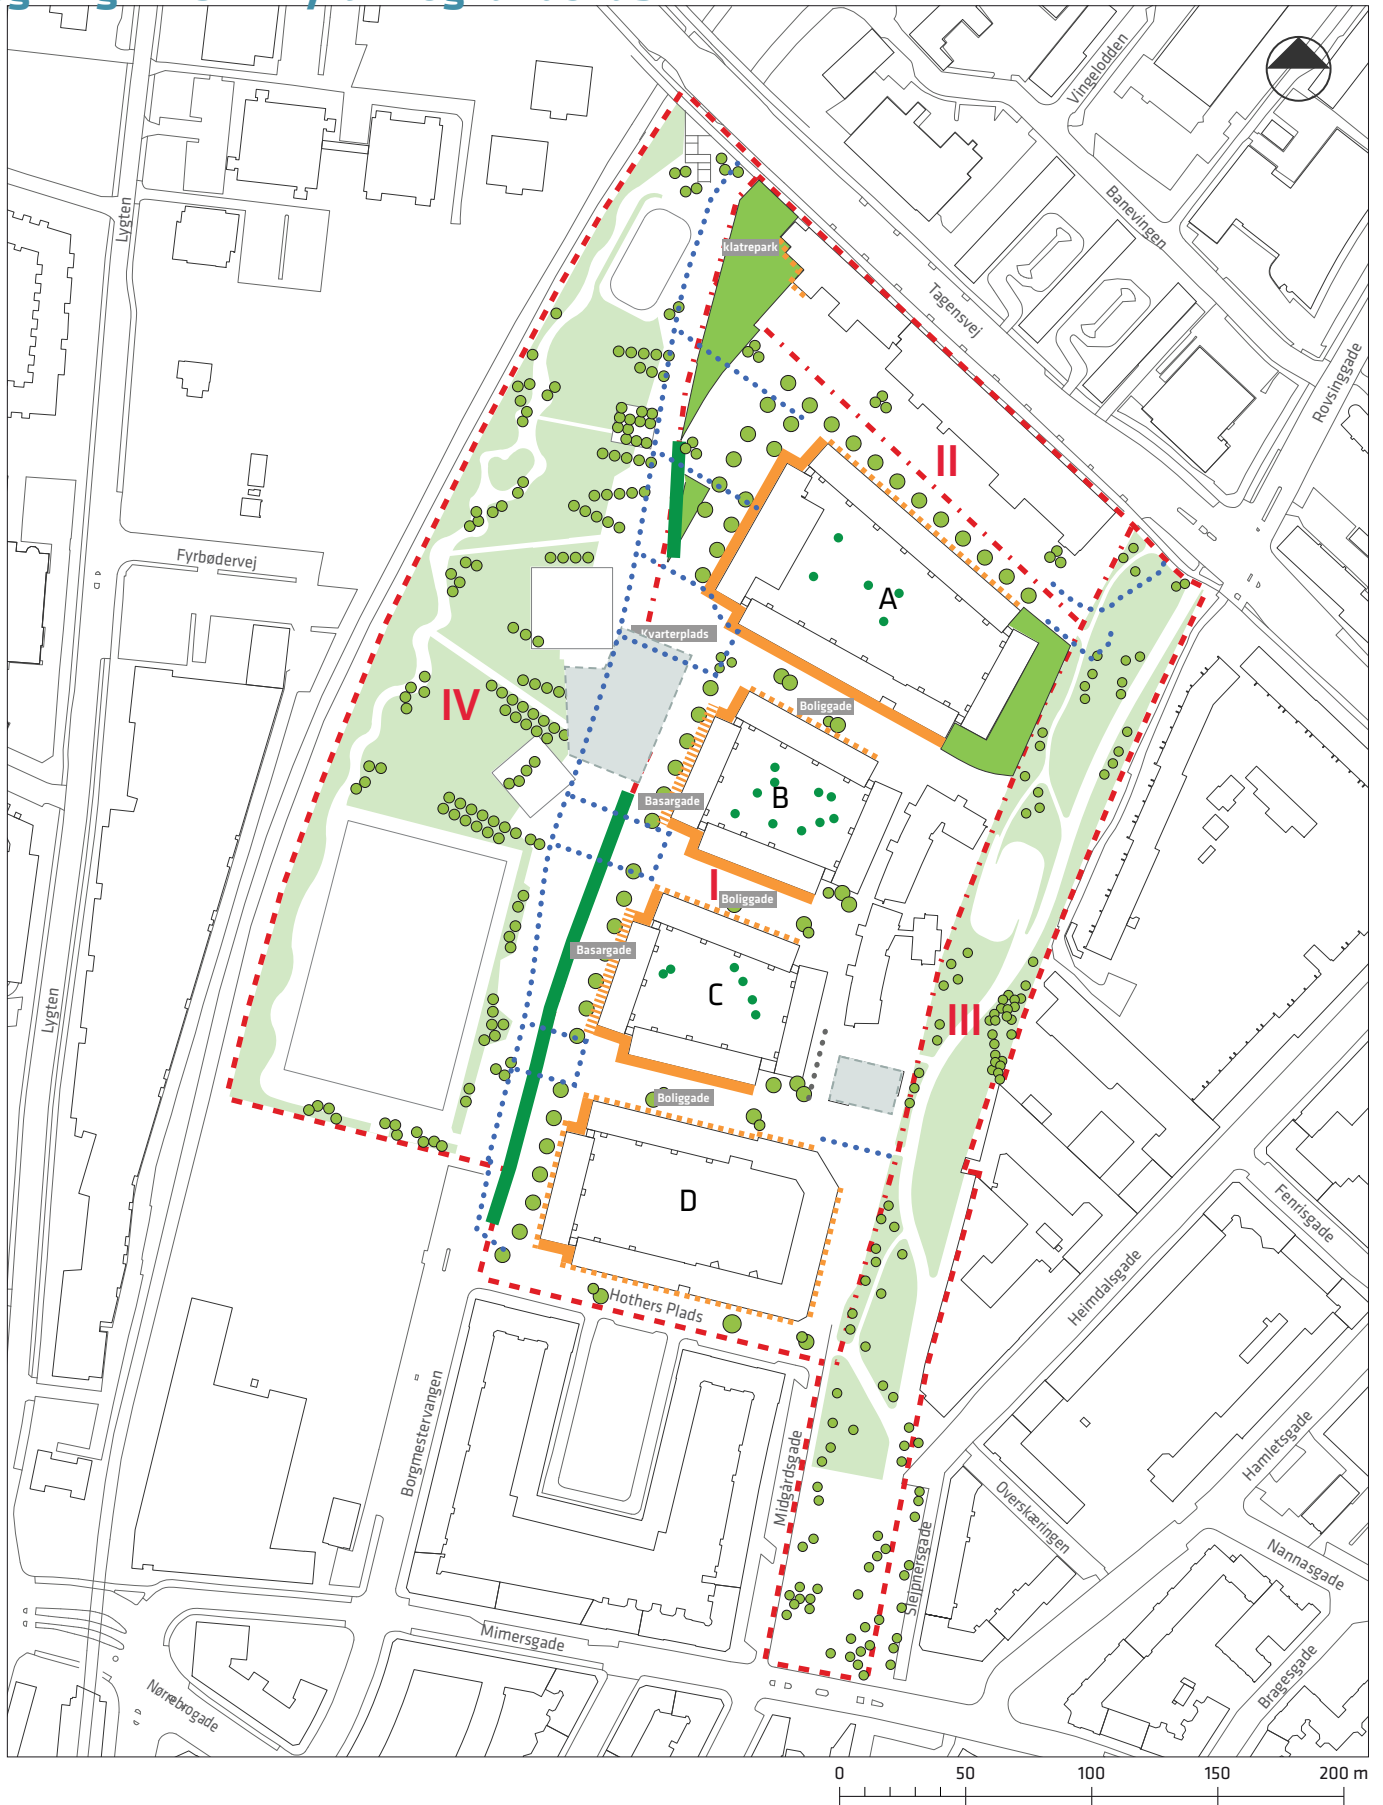 Vingelodden
Banevingen
Lygten
klatrepark
Tagensvej
Rovsinggade
II
Fyrbødervej
A
Kvarterplads
IV
Boliggade
B
Basargade
I
Boliggade
Basargade
C
III
Lygten
Boliggade
D
Fenrisgade
Heimdalsgade
Hothers Plads
Borgmestervangen
Midgårdsgade
Hamletsgade
Overskæringen
Sleipnersgade
Nannasgade
Mimersgade
Bragesgade
Nørrebrogade
0 50 100 150 200 m